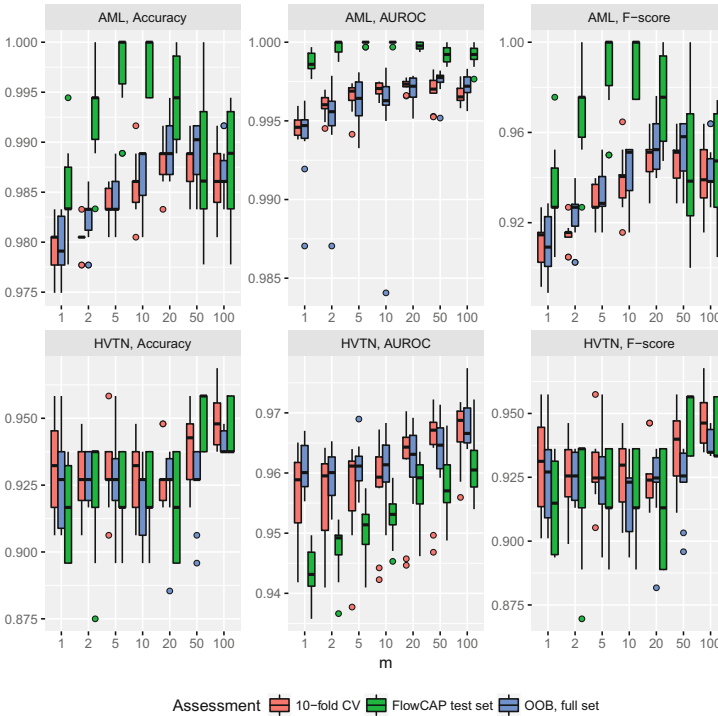 AML, Accuracy
AML, AUROC
AML, F-score
1.000
0.995
0.990
0.985
0.980
0.975
1 2 5 10 20 50 100
1.000
0.995
0.990
0.985
1 2 5 10 20 50 100
1.00
0.96
0.92
1 2 5 10 20 50 100
HVTN, Accuracy
HVTN, AUROC
HVTN, F-score
0.950
0.925
0.900
0.875
1 2 5 10 20 50 100
0.97
0.96
0.95
0.94
1 2 5 10 20 50 100
0.950
0.925
0.900
0.875
1 2 5 10 20 50 100
m
Assessment 10-fold CV FlowCAP test set OOB, full set